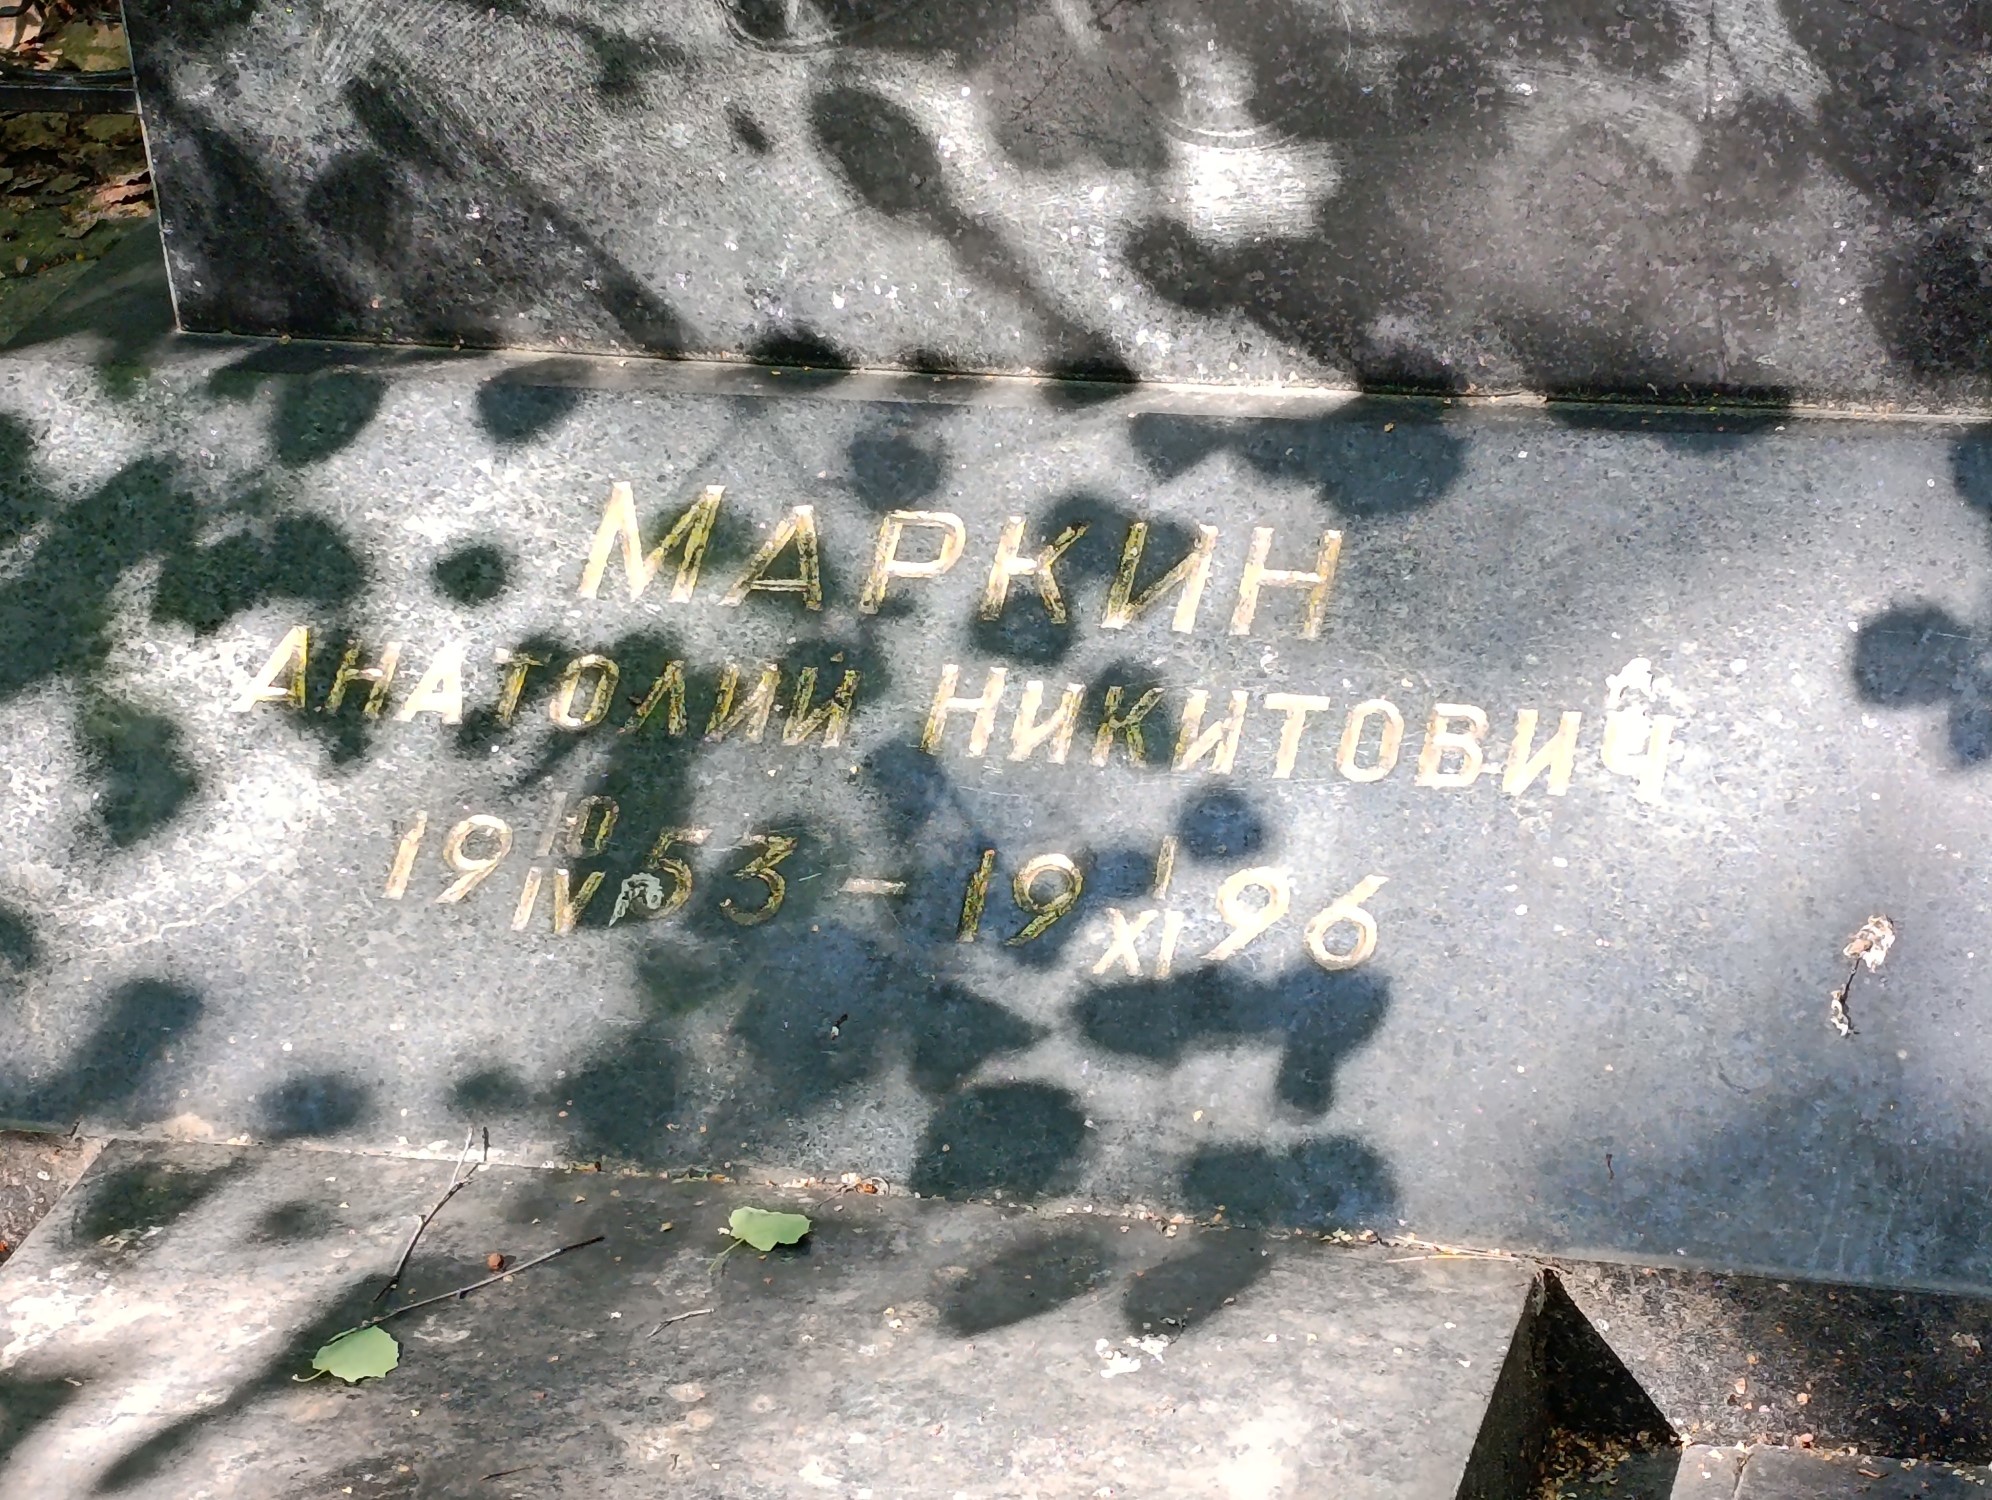 МАРКИН
АНАТОЛИЙ НИКИТОВИЧ
19 10/IV 53 – 19 1/XI 96